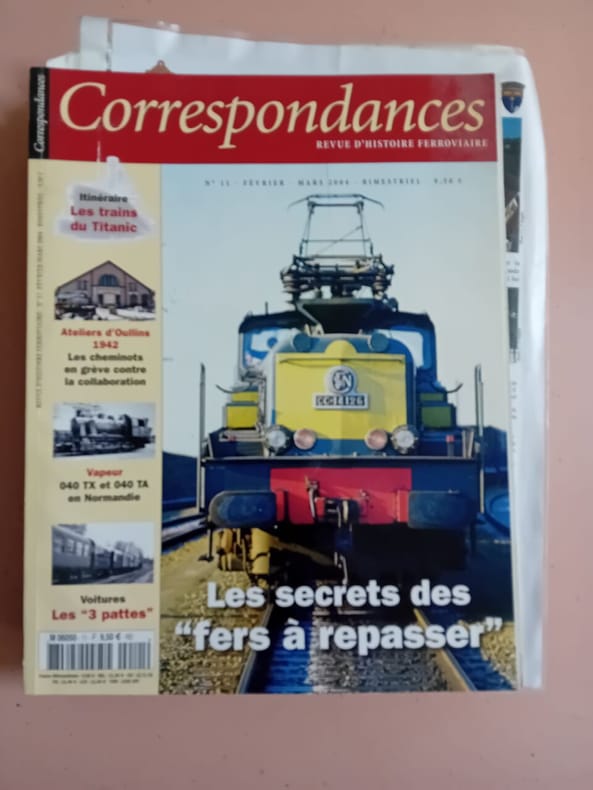 Correspondances
Correspondances
REVUE D'HISTOIRE FERROVIAIRE
N° 11 - FÉVRIER - MARS 2004 - BIMESTRIEL - 9,50 €
Itinéraire
Les trains
du Titanic
Ateliers d'Oullins
1942
Les cheminots
en grève contre
la collaboration
Vapeur
040 TX et 040 TA
en Normandie
Voitures
Les "3 pattes"
CC-14126
Les secrets des
"fers à repasser"